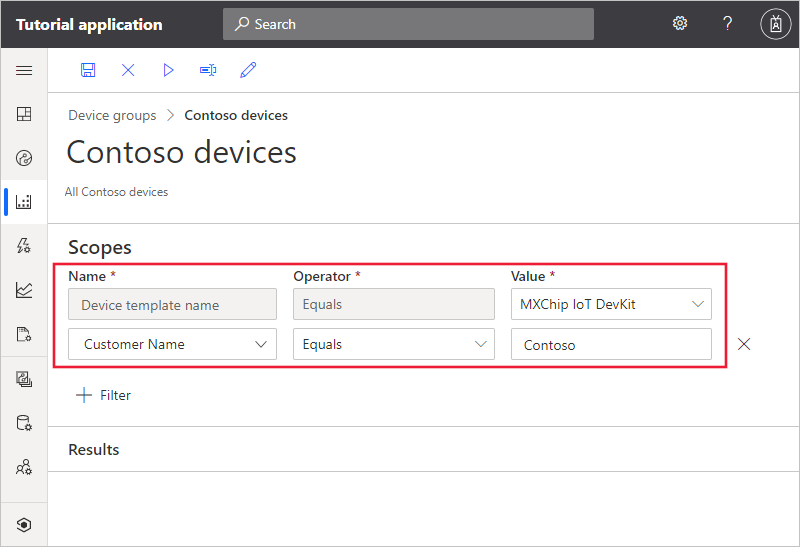 Tutorial application
Search
?
Device groups > Contoso devices
Contoso devices
All Contoso devices
Scopes
Name * Operator * Value *
Device template name Equals MXChip IoT DevKit
Customer Name Equals Contoso
Filter
Results